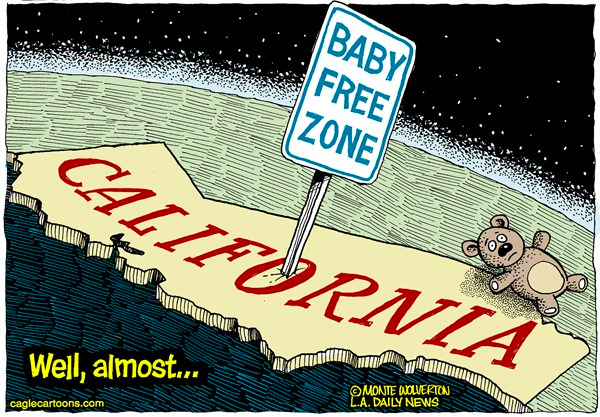 BABY
FREE
ZONE
CALIFORNIA
Well, almost...
caglecartoons.com
© MONTE WOLVERTON
L.A. DAILY NEWS